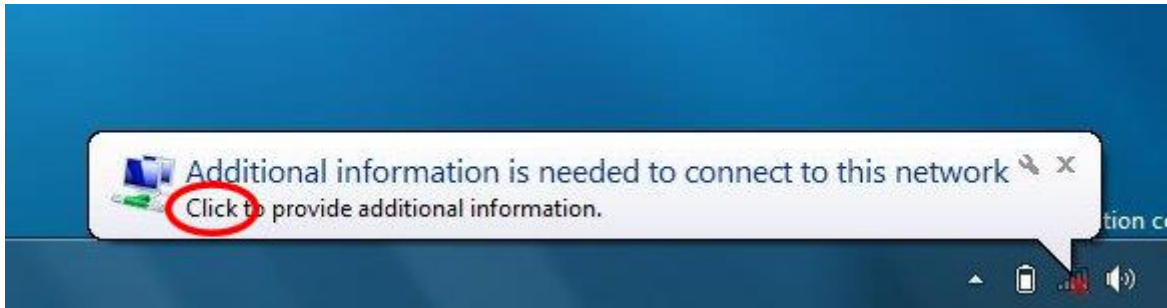 Additional information is needed to connect to this network
Click to provide additional information.